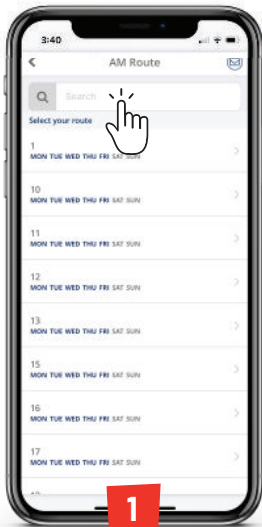 3:40
AM Route
Search
Select your route
1
MON TUE WED THU FRI SAT SUN
10
MON TUE WED THU FRI SAT SUN
11
MON TUE WED THU FRI SAT SUN
12
MON TUE WED THU FRI SAT SUN
13
MON TUE WED THU FRI SAT SUN
15
MON TUE WED THU FRI SAT SUN
16
MON TUE WED THU FRI SAT SUN
17
MON TUE WED THU FRI SAT SUN
1